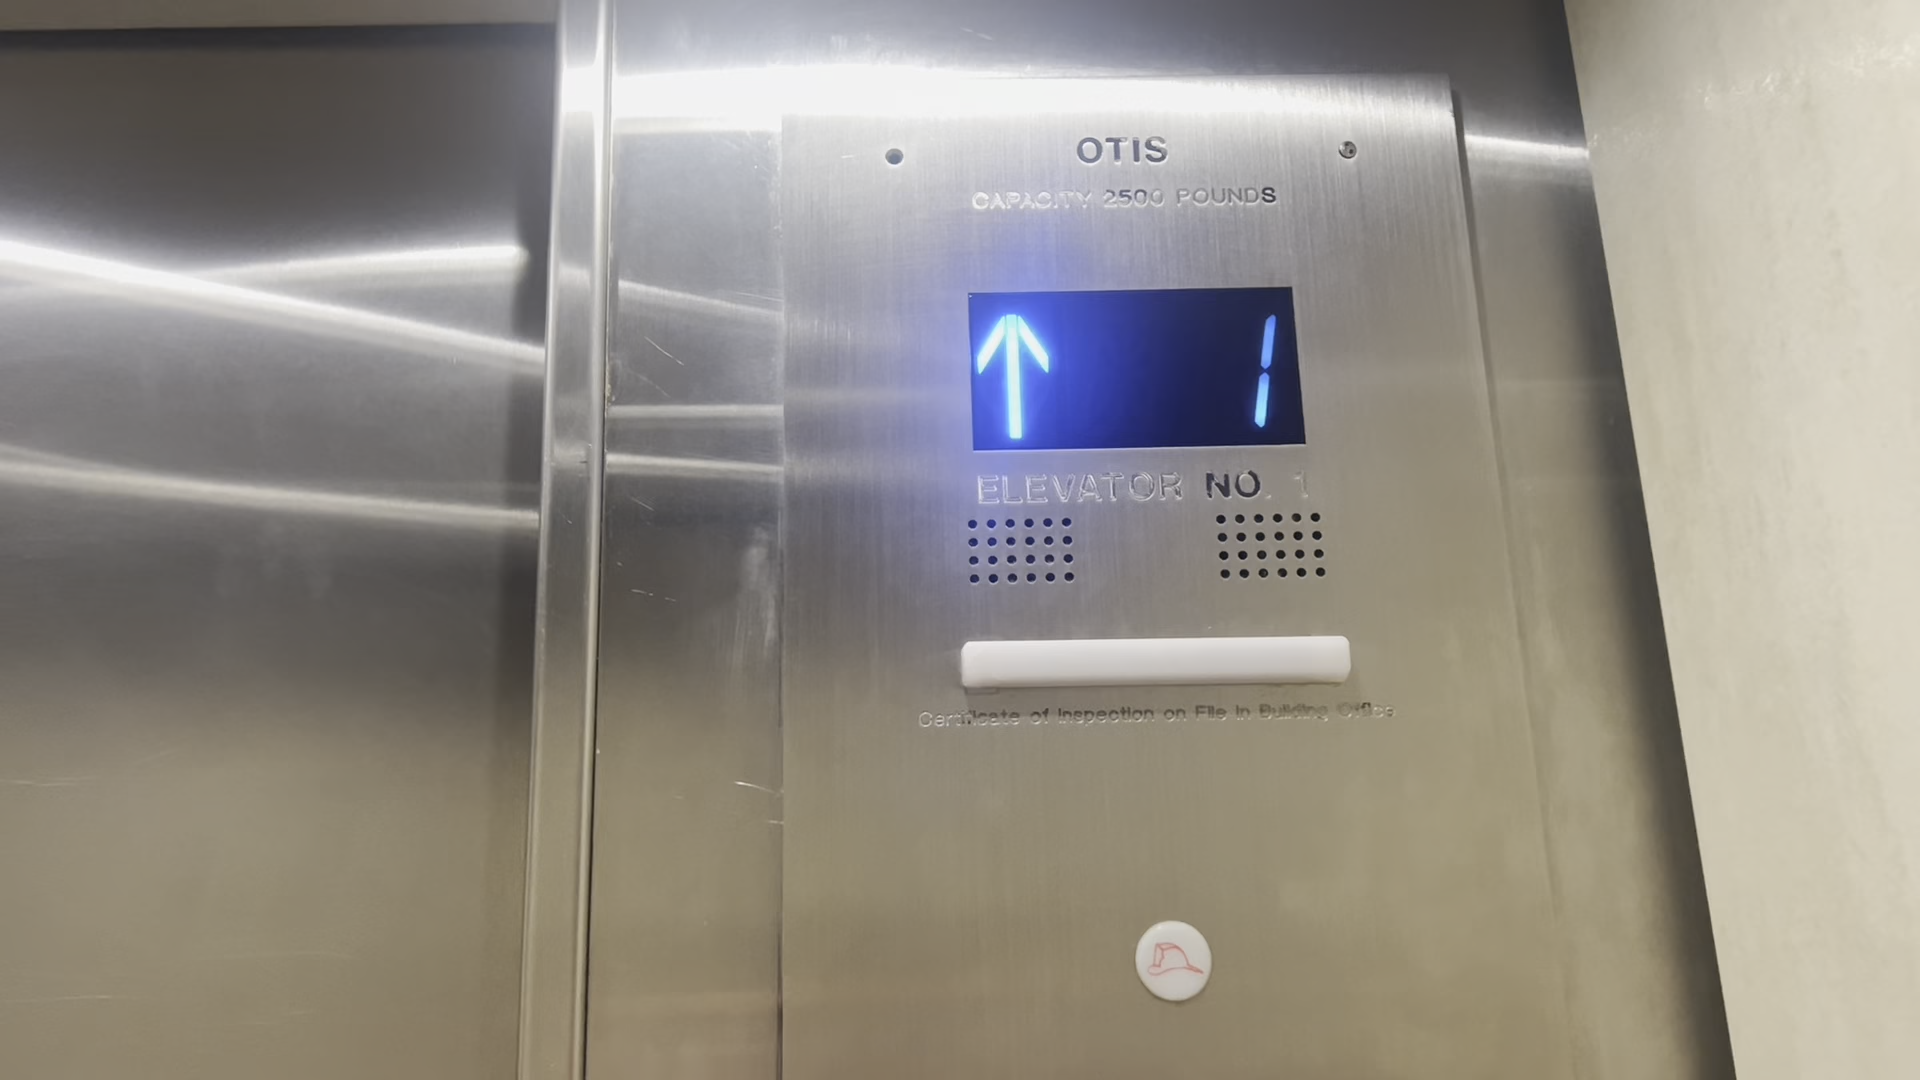 OTIS
CAPACITY 2500 POUNDS
1
ELEVATOR NO. 1
Certificate of Inspection on File in Building Office